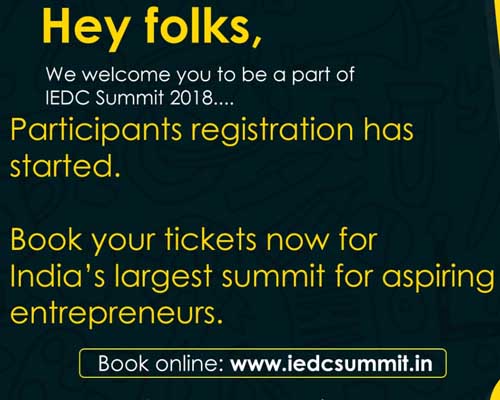 Hey folks,
We welcome you to be a part of
IEDC Summit 2018....
Participants registration has
started.
Book your tickets now for
India's largest summit for aspiring
entrepreneurs.
Book online: www.iedcsummit.in